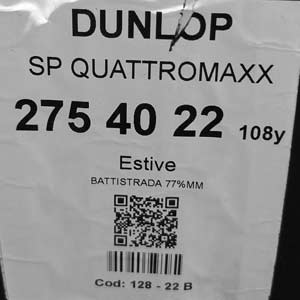 DUNLOP
SP QUATTROMAXX
275 40 22 108y
Estive
BATTISTRADA 77%MM
Cod: 128 - 22 B